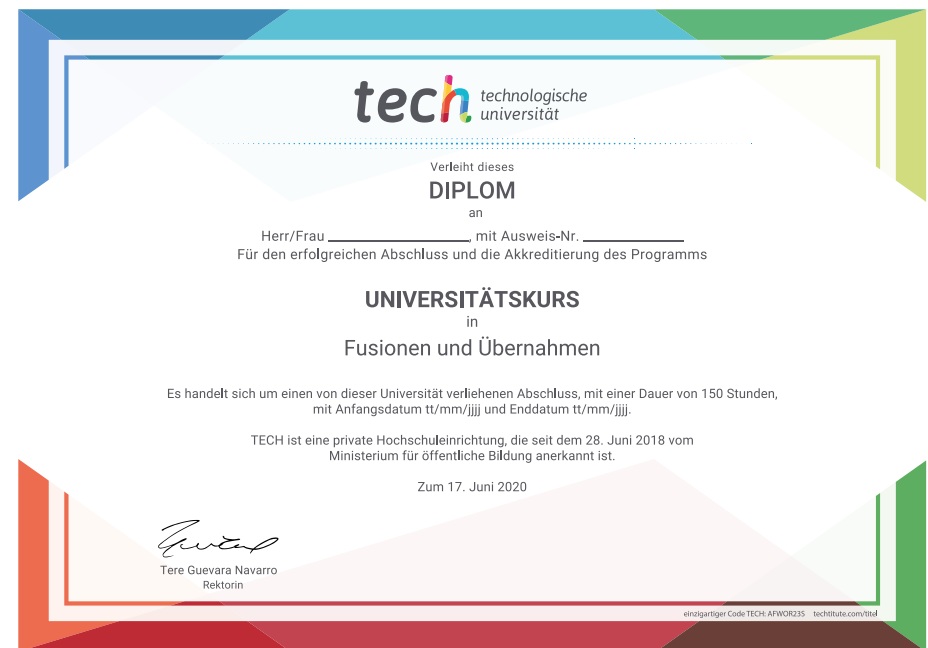 tech technologische
universität
Verleiht dieses
DIPLOM
an
Herr/Frau ____________________, mit Ausweis-Nr. ______________
Für den erfolgreichen Abschluss und die Akkreditierung des Programms
UNIVERSITÄTSKURS
in
Fusionen und Übernahmen
Es handelt sich um einen von dieser Universität verliehenen Abschluss, mit einer Dauer von 150 Stunden,
mit Anfangsdatum tt/mm/jjjj und Enddatum tt/mm/jjjj.
TECH ist eine private Hochschuleinrichtung, die seit dem 28. Juni 2018 vom
Ministerium für öffentliche Bildung anerkannt ist.
Zum 17. Juni 2020
Tere Guevara Navarro
Rektorin
einzigartiger Code TECH: AFWOR23S techtitute.com/titel